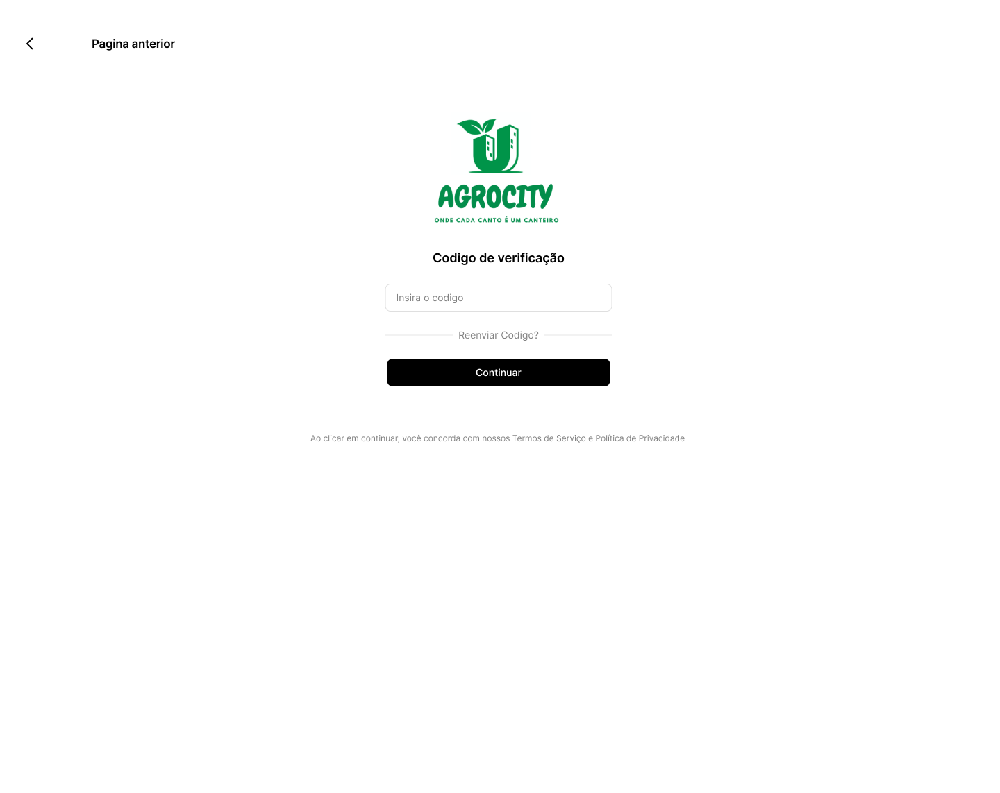 Pagina anterior
AGROCITY
ONDE CADA CANTO É UM CANTEIRO
Codigo de verificação
Insira o codigo
Reenviar Codigo?
Continuar
Ao clicar em continuar, você concorda com nossos Termos de Serviço e Política de Privacidade